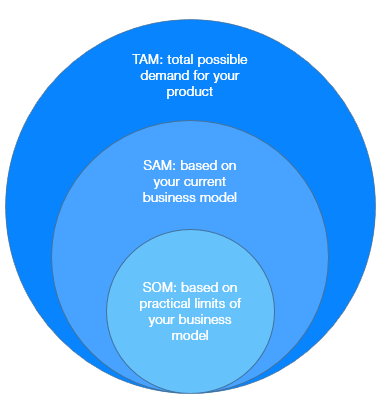 TAM: total possible
demand for your
product
SAM: based on
your current
business model
SOM: based on
practical limits of
your business
model